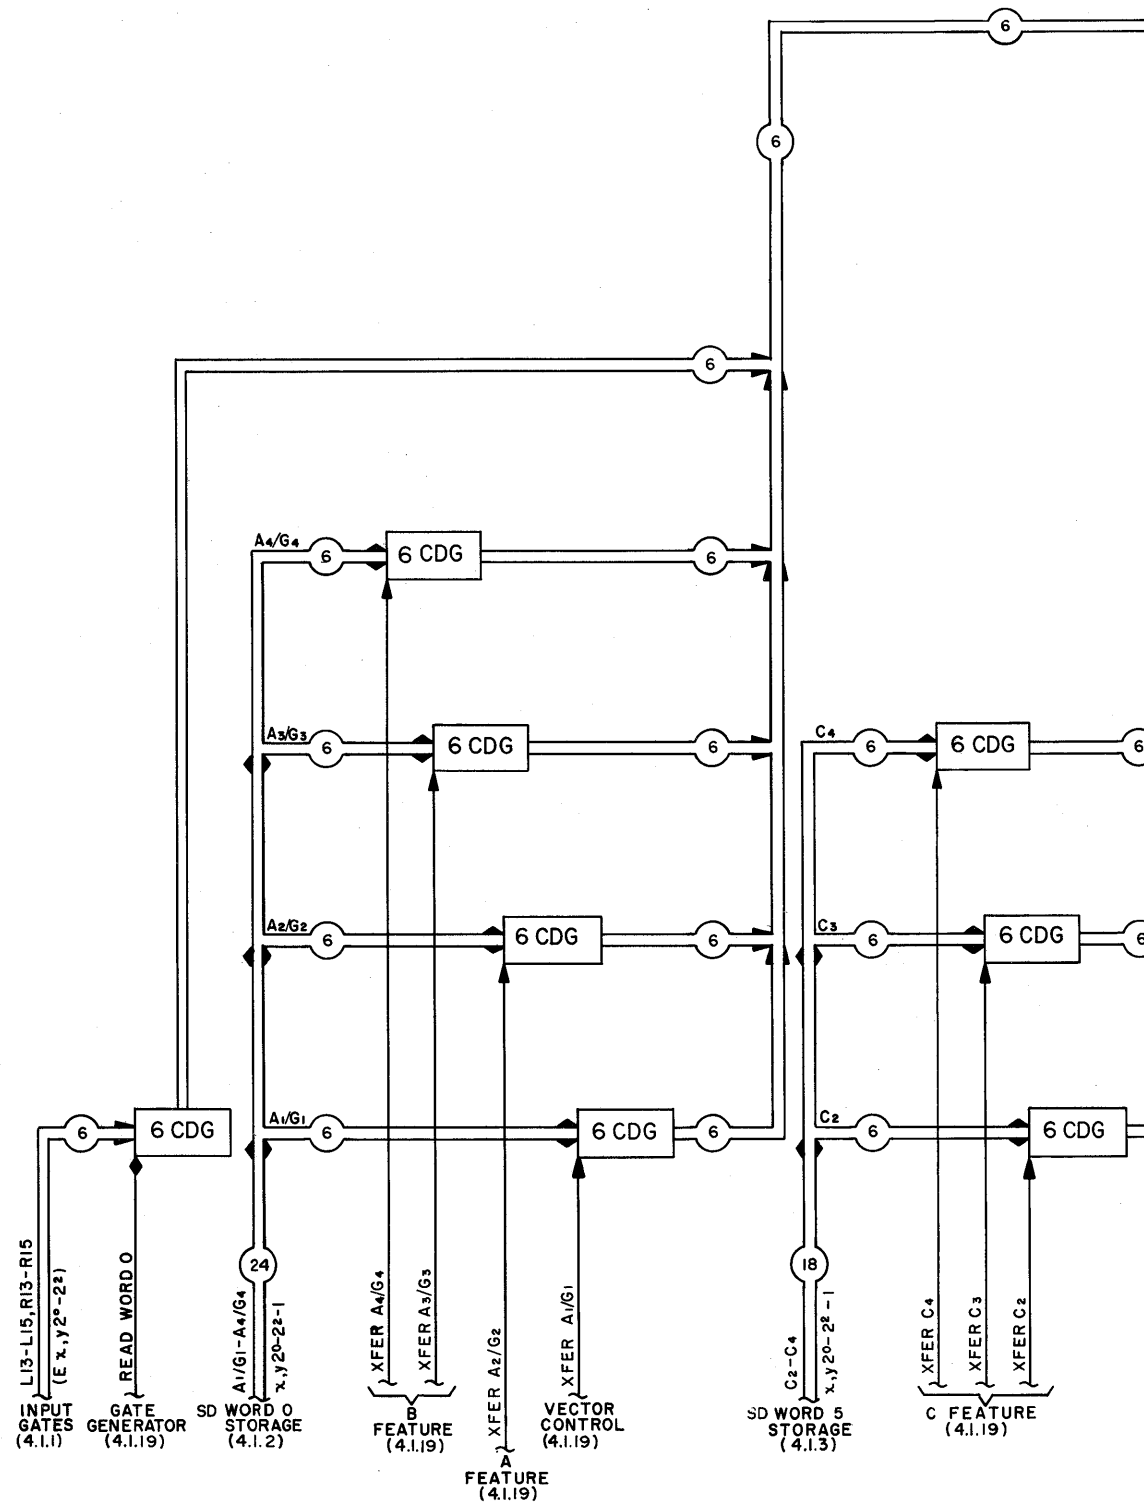 6
6
6
A4/G4
6
6 CDG
6
A3/G3
6
6 CDG
6
C4
6
6 CDG
6
A2/G2
6
6 CDG
6
C3
6
6 CDG
6
6
6 CDG
A1/G1
6
6 CDG
6
C2
6
6 CDG
24
18
L13-L15, R13-R15
(E x, y 2⁰-2²)
READ WORD 0
A1/G1-A4/G4
x, y 20-2²-1
XFER A4/G4
XFER A3/G3
XFER A2/G2
XFER A1/G1
C2-C4
x, y 20-2²-1
XFER C4
XFER C3
XFER C2
INPUT
GATES
(4.1.1)
GATE
GENERATOR
(4.1.19)
SD WORD 0
STORAGE
(4.1.2)
B
FEATURE
(4.1.19)
A
FEATURE
(4.1.19)
VECTOR
CONTROL
(4.1.19)
SD WORD 5
STORAGE
(4.1.3)
C FEATURE
(4.1.19)